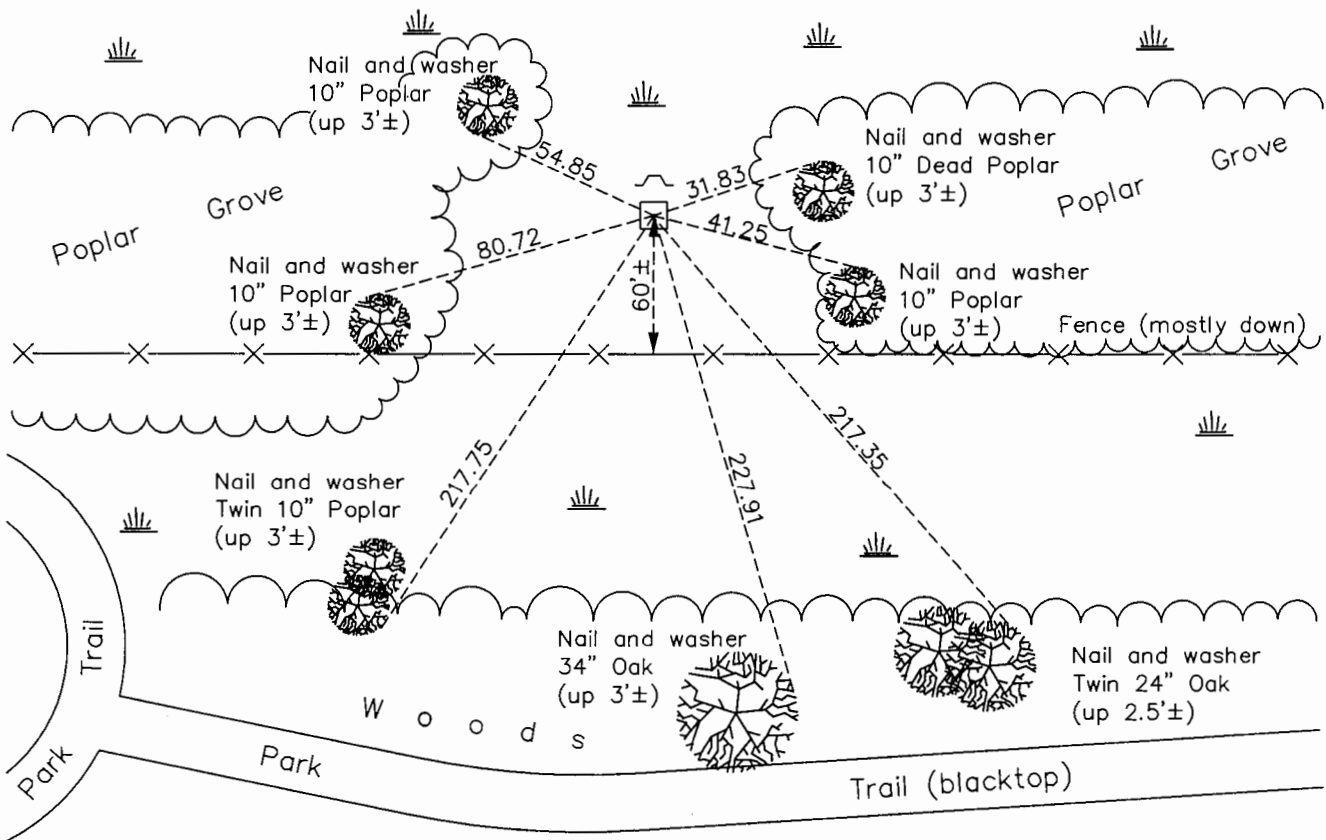 Nail and washer
10" Poplar
(up 3'±)
54.85
31.83
Nail and washer
10" Dead Poplar
(up 3'±)
Poplar Grove
Poplar Grove
80.72
41.25
60'±
Nail and washer
10" Poplar
(up 3'±)
Nail and washer
10" Poplar
(up 3'±)
Fence (mostly down)
217.75
227.91
217.35
Nail and washer
Twin 10" Poplar
(up 3'±)
Nail and washer
34" Oak
(up 3'±)
Nail and washer
Twin 24" Oak
(up 2.5'±)
Woods
Park Trail
Park Trail (blacktop)